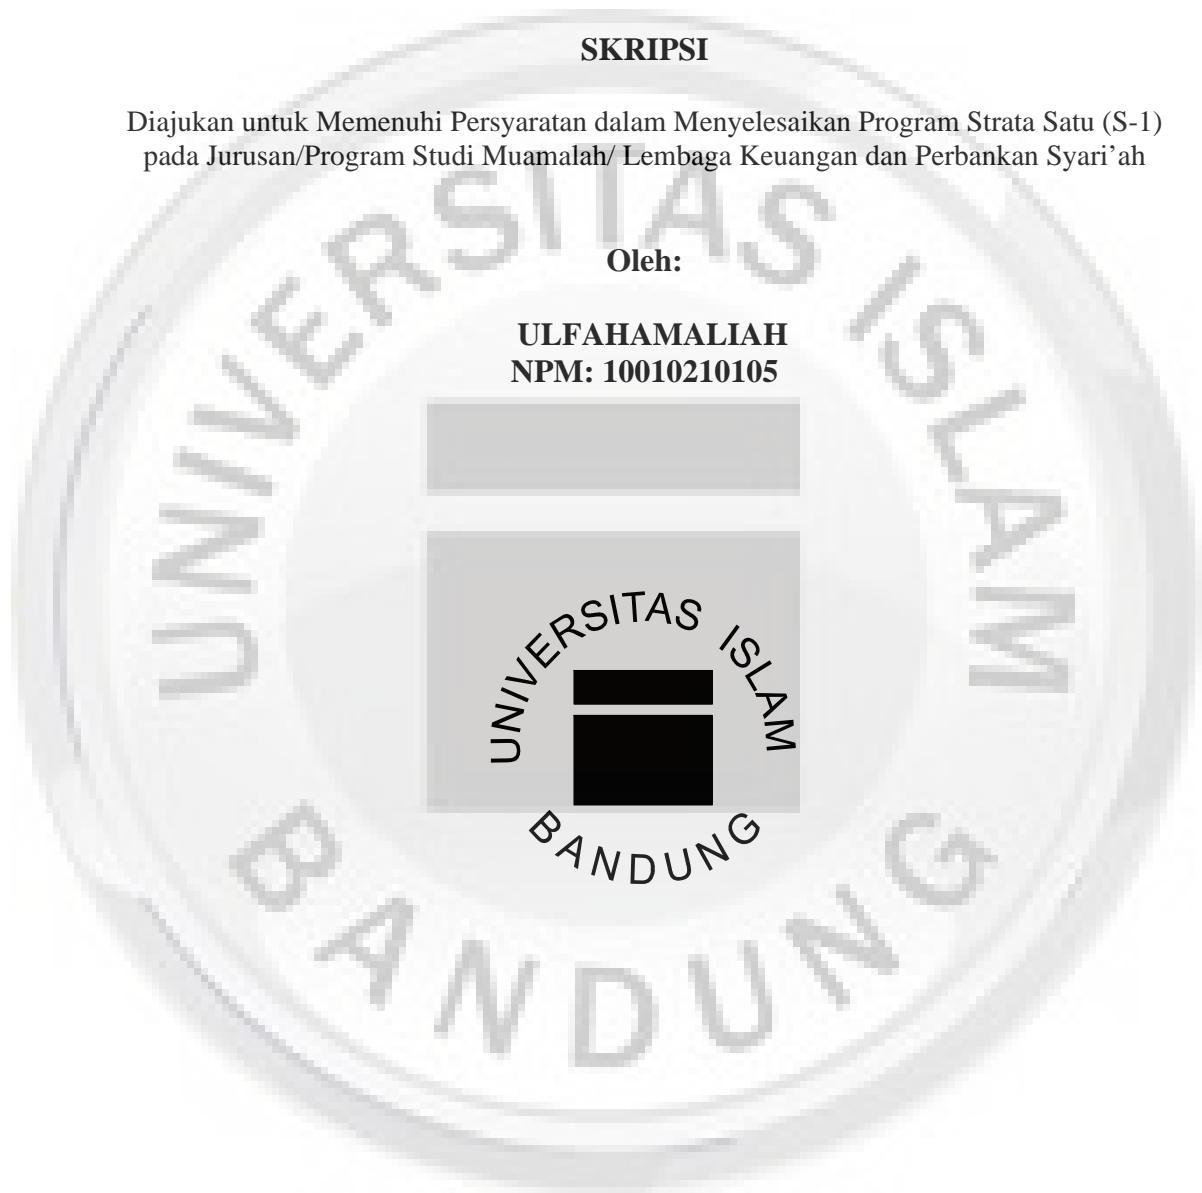 SKRIPSI
Diajukan untuk Memenuhi Persyaratan dalam Menyelesaikan Program Strata Satu (S-1)
pada Jurusan/Program Studi Muamalah/ Lembaga Keuangan dan Perbankan Syari’ah
Oleh:
ULFAHAMALIAH
NPM: 10010210105
UNIVERSITAS ISLAM
BANDUNG
UNIVERSITAS ISLAM
BANDUNG